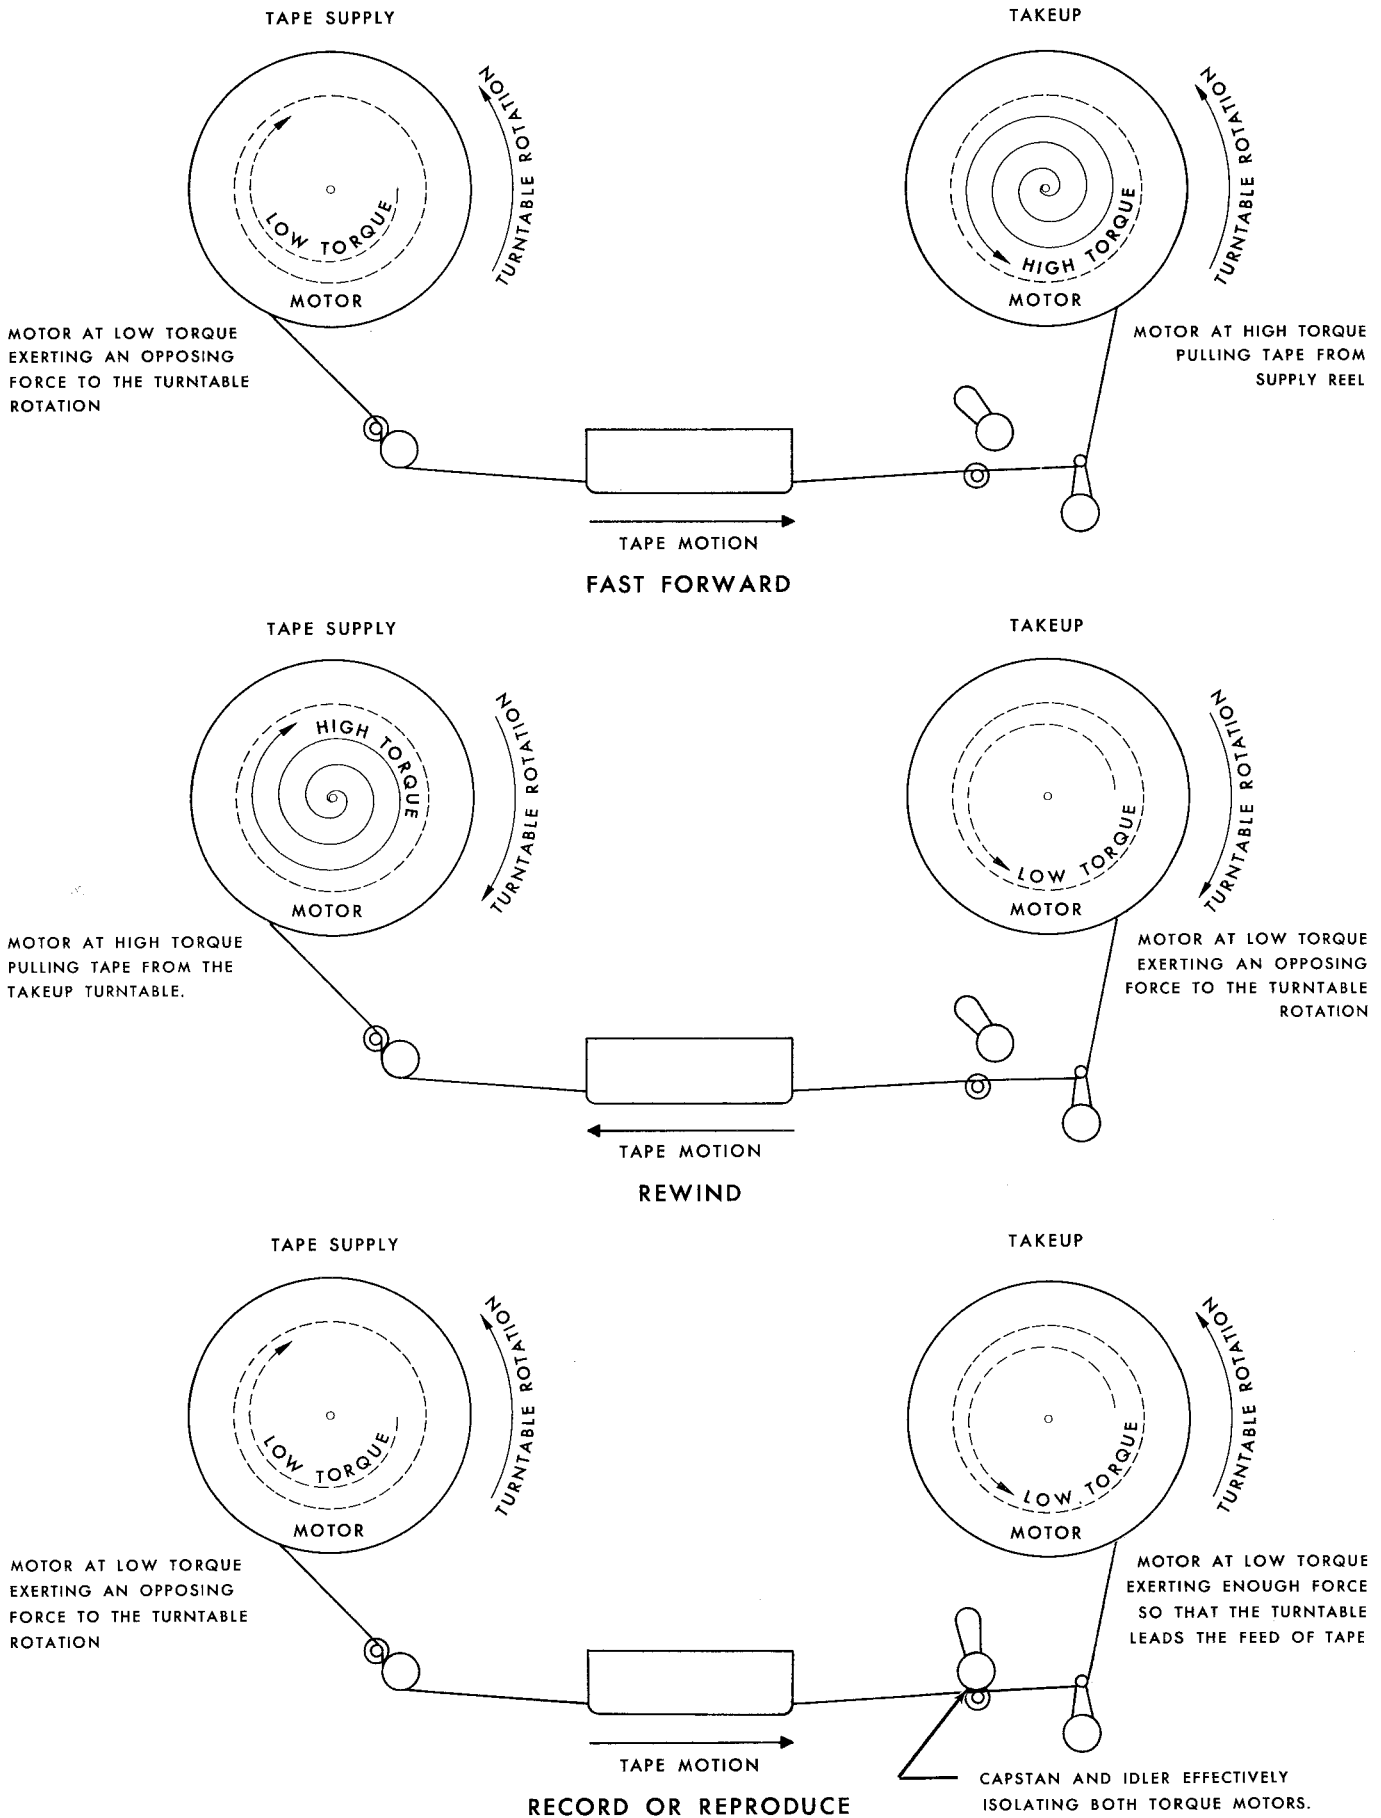 TAPE SUPPLY
TAKEUP
LOW TORQUE
MOTOR
TURNTABLE ROTATION
HIGH TORQUE
MOTOR
TURNTABLE ROTATION
MOTOR AT LOW TORQUE
EXERTING AN OPPOSING
FORCE TO THE TURNTABLE
ROTATION
MOTOR AT HIGH TORQUE
PULLING TAPE FROM
SUPPLY REEL
TAPE MOTION
FAST FORWARD
TAPE SUPPLY
TAKEUP
HIGH TORQUE
MOTOR
TURNTABLE ROTATION
LOW TORQUE
MOTOR
TURNTABLE ROTATION
MOTOR AT HIGH TORQUE
PULLING TAPE FROM THE
TAKEUP TURNTABLE.
MOTOR AT LOW TORQUE
EXERTING AN OPPOSING
FORCE TO THE TURNTABLE
ROTATION
TAPE MOTION
REWIND
TAPE SUPPLY
TAKEUP
LOW TORQUE
MOTOR
TURNTABLE ROTATION
LOW TORQUE
MOTOR
TURNTABLE ROTATION
MOTOR AT LOW TORQUE
EXERTING AN OPPOSING
FORCE TO THE TURNTABLE
ROTATION
MOTOR AT LOW TORQUE
EXERTING ENOUGH FORCE
SO THAT THE TURNTABLE
LEADS THE FEED OF TAPE
TAPE MOTION
CAPSTAN AND IDLER EFFECTIVELY
ISOLATING BOTH TORQUE MOTORS.
RECORD OR REPRODUCE